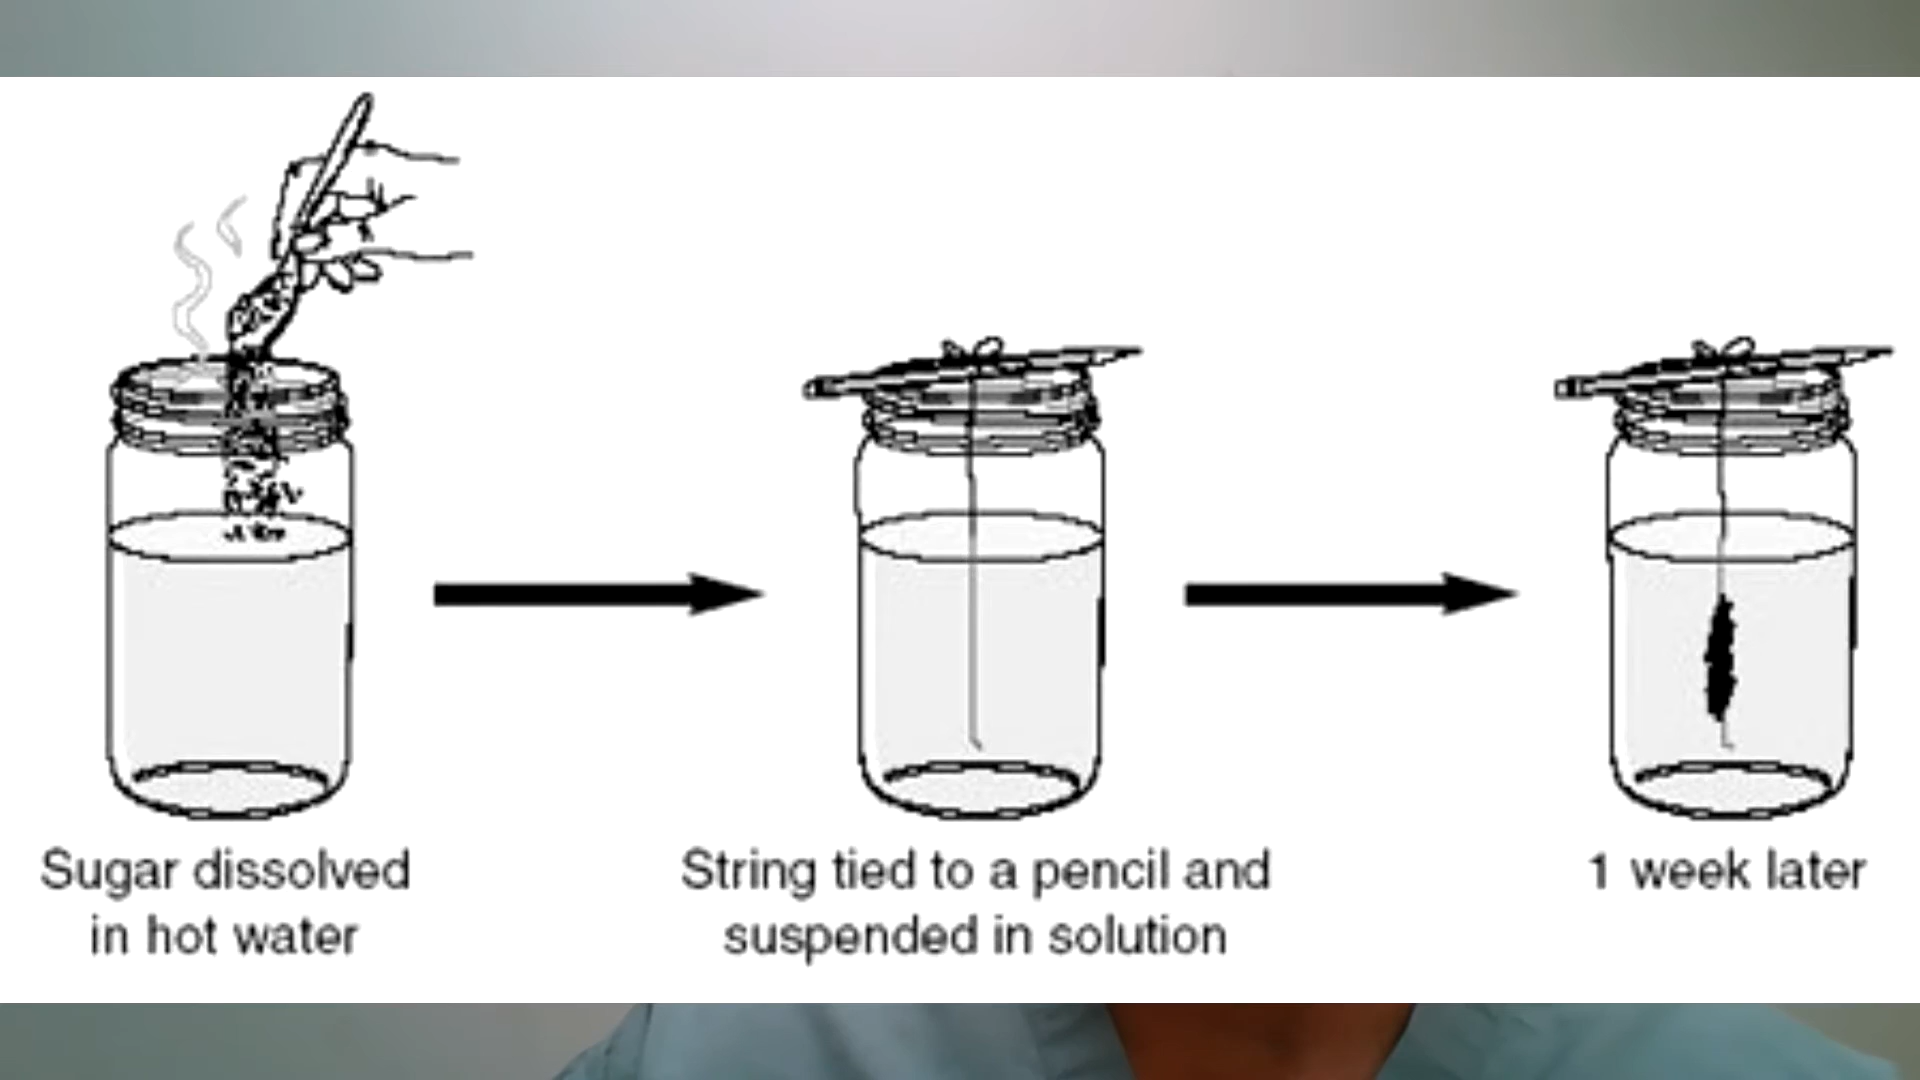 Sugar dissolved
in hot water
String tied to a pencil and
suspended in solution
1 week later